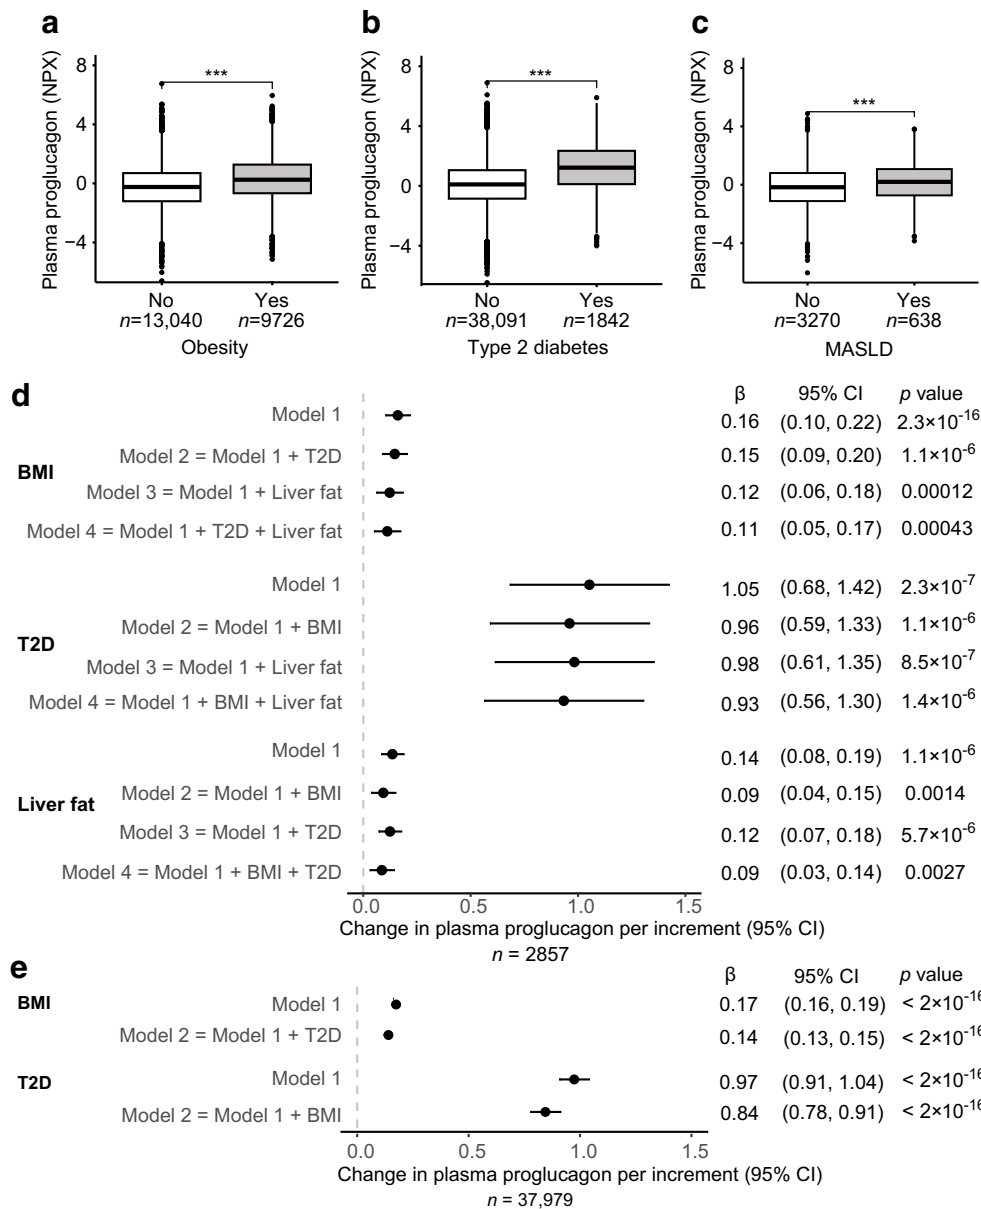 a
Plasma proglucagon (NPX)
8
4
0
−4
***
No
n=13,040
Yes
n=9726
Obesity
b
Plasma proglucagon (NPX)
8
4
0
−4
***
No
n=38,091
Yes
n=1842
Type 2 diabetes
c
Plasma proglucagon (NPX)
8
4
0
−4
***
No
n=3270
Yes
n=638
MASLD
d
β 95% CI p value
BMI
Model 1 0.16 (0.10, 0.22) 2.3×10-16
Model 2 = Model 1 + T2D 0.15 (0.09, 0.20) 1.1×10-6
Model 3 = Model 1 + Liver fat 0.12 (0.06, 0.18) 0.00012
Model 4 = Model 1 + T2D + Liver fat 0.11 (0.05, 0.17) 0.00043
T2D
Model 1 1.05 (0.68, 1.42) 2.3×10-7
Model 2 = Model 1 + BMI 0.96 (0.59, 1.33) 1.1×10-6
Model 3 = Model 1 + Liver fat 0.98 (0.61, 1.35) 8.5×10-7
Model 4 = Model 1 + BMI + Liver fat 0.93 (0.56, 1.30) 1.4×10-6
Liver fat
Model 1 0.14 (0.08, 0.19) 1.1×10-6
Model 2 = Model 1 + BMI 0.09 (0.04, 0.15) 0.0014
Model 3 = Model 1 + T2D 0.12 (0.07, 0.18) 5.7×10-6
Model 4 = Model 1 + BMI + T2D 0.09 (0.03, 0.14) 0.0027
0.0 0.5 1.0 1.5
Change in plasma proglucagon per increment (95% CI)
n = 2857
e
β 95% CI p value
BMI
Model 1 0.17 (0.16, 0.19) < 2×10-16
Model 2 = Model 1 + T2D 0.14 (0.13, 0.15) < 2×10-16
T2D
Model 1 0.97 (0.91, 1.04) < 2×10-16
Model 2 = Model 1 + BMI 0.84 (0.78, 0.91) < 2×10-16
0.0 0.5 1.0 1.5
Change in plasma proglucagon per increment (95% CI)
n = 37,979